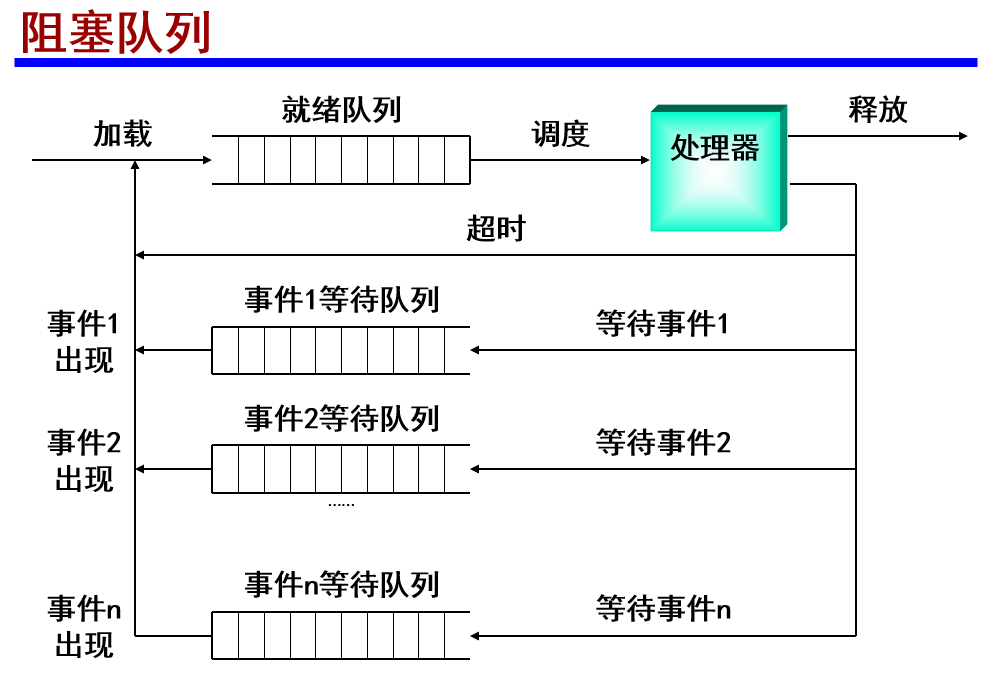 阻塞队列
就绪队列
释放
加载
调度
处理器
超时
事件1等待队列
事件1
出现
等待事件1
事件2等待队列
事件2
出现
等待事件2
……
事件n等待队列
事件n
出现
等待事件n